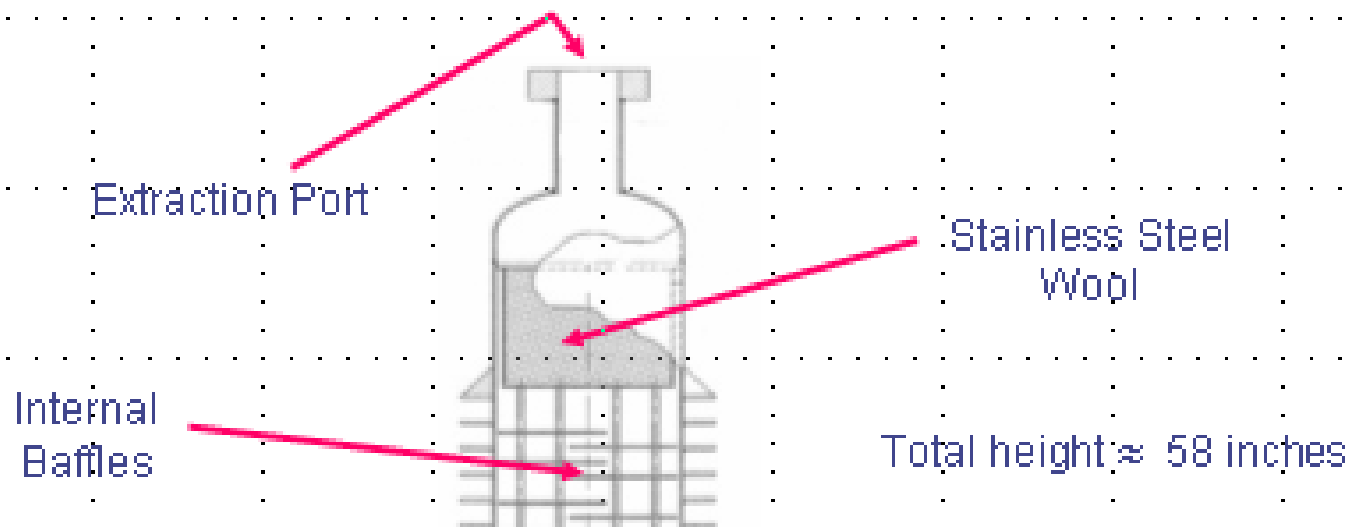 Extraction Port
Stainless Steel
Wool
Internal
Baffles
Total height ≈ 58 inches